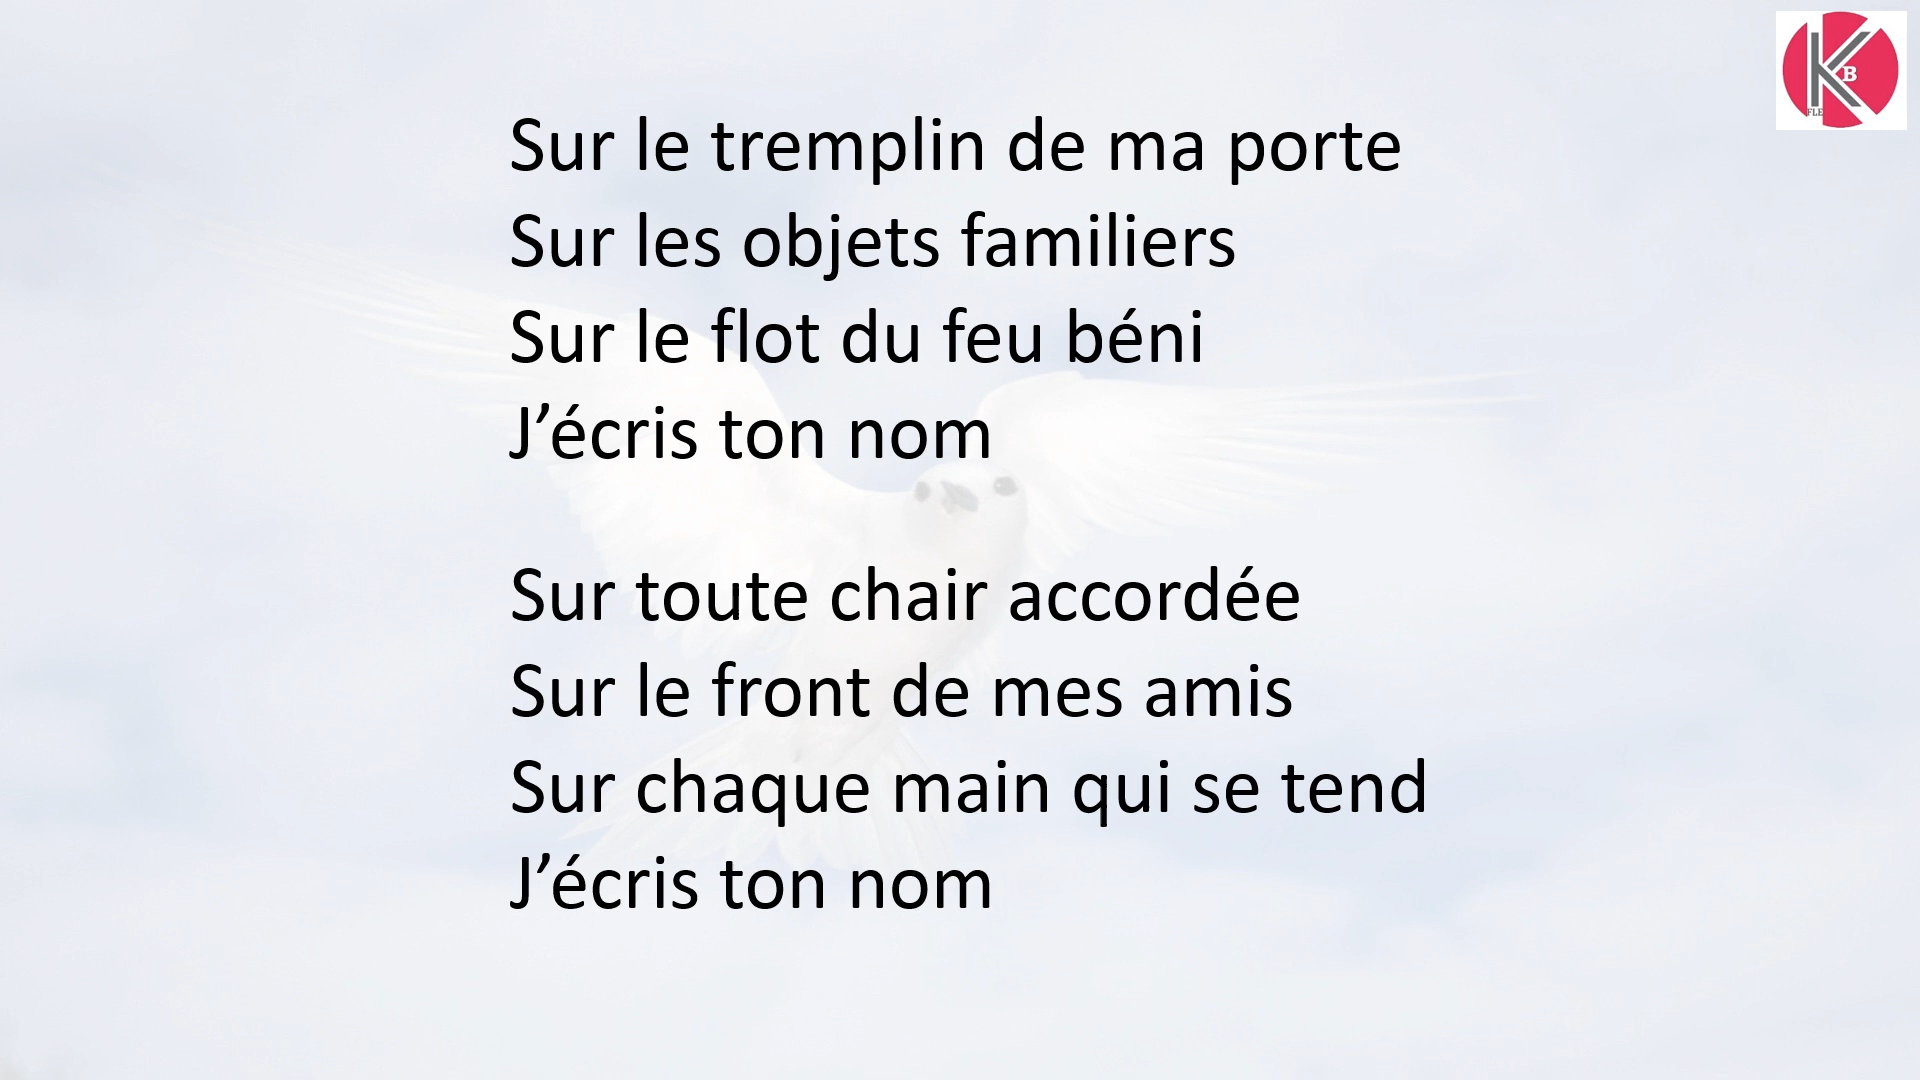 K
B
FLE
Sur le tremplin de ma porte
Sur les objets familiers
Sur le flot du feu béni
J’écris ton nom
Sur toute chair accordée
Sur le front de mes amis
Sur chaque main qui se tend
J’écris ton nom